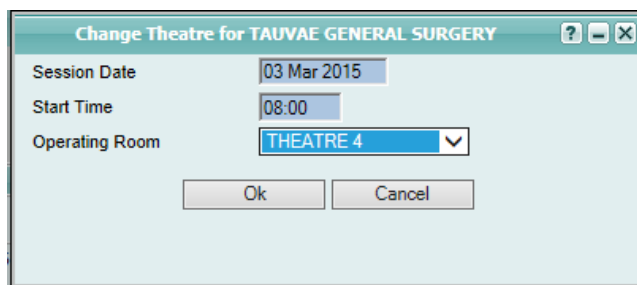 Change Theatre for TAUVAE GENERAL SURGERY ?
Session Date 03 Mar 2015
Start Time 08:00
Operating Room THEATRE 4
Ok Cancel